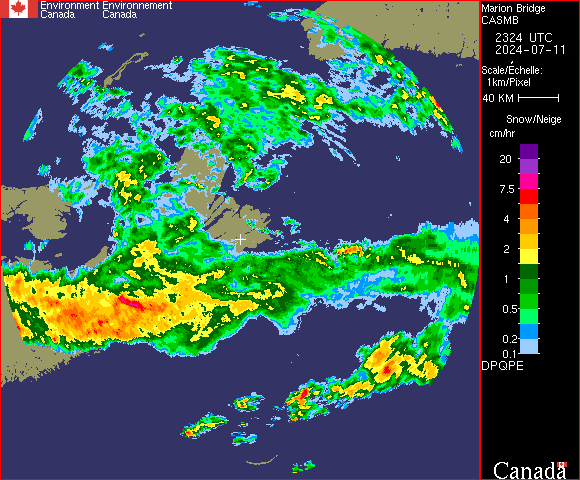 Environment Environnement
Canada Canada
Marion Bridge
CASMB
2324 UTC
2024-07-11
Scale/Echelle:
1km/Pixel
40 KM
Snow/Neige
cm/hr
20
7.5
4
2
1
0.5
0.2
0.1
DPQPE
Canada